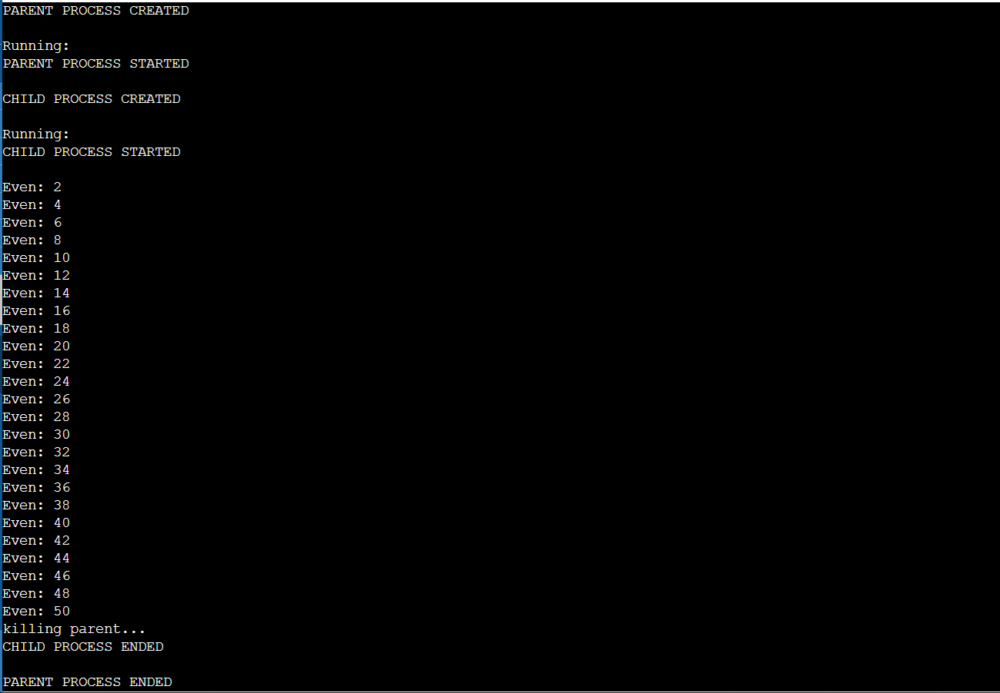 PARENT PROCESS CREATED
Running:
PARENT PROCESS STARTED
CHILD PROCESS CREATED
Running:
CHILD PROCESS STARTED
Even: 2
Even: 4
Even: 6
Even: 8
Even: 10
Even: 12
Even: 14
Even: 16
Even: 18
Even: 20
Even: 22
Even: 24
Even: 26
Even: 28
Even: 30
Even: 32
Even: 34
Even: 36
Even: 38
Even: 40
Even: 42
Even: 44
Even: 46
Even: 48
Even: 50
killing parent...
CHILD PROCESS ENDED
PARENT PROCESS ENDED